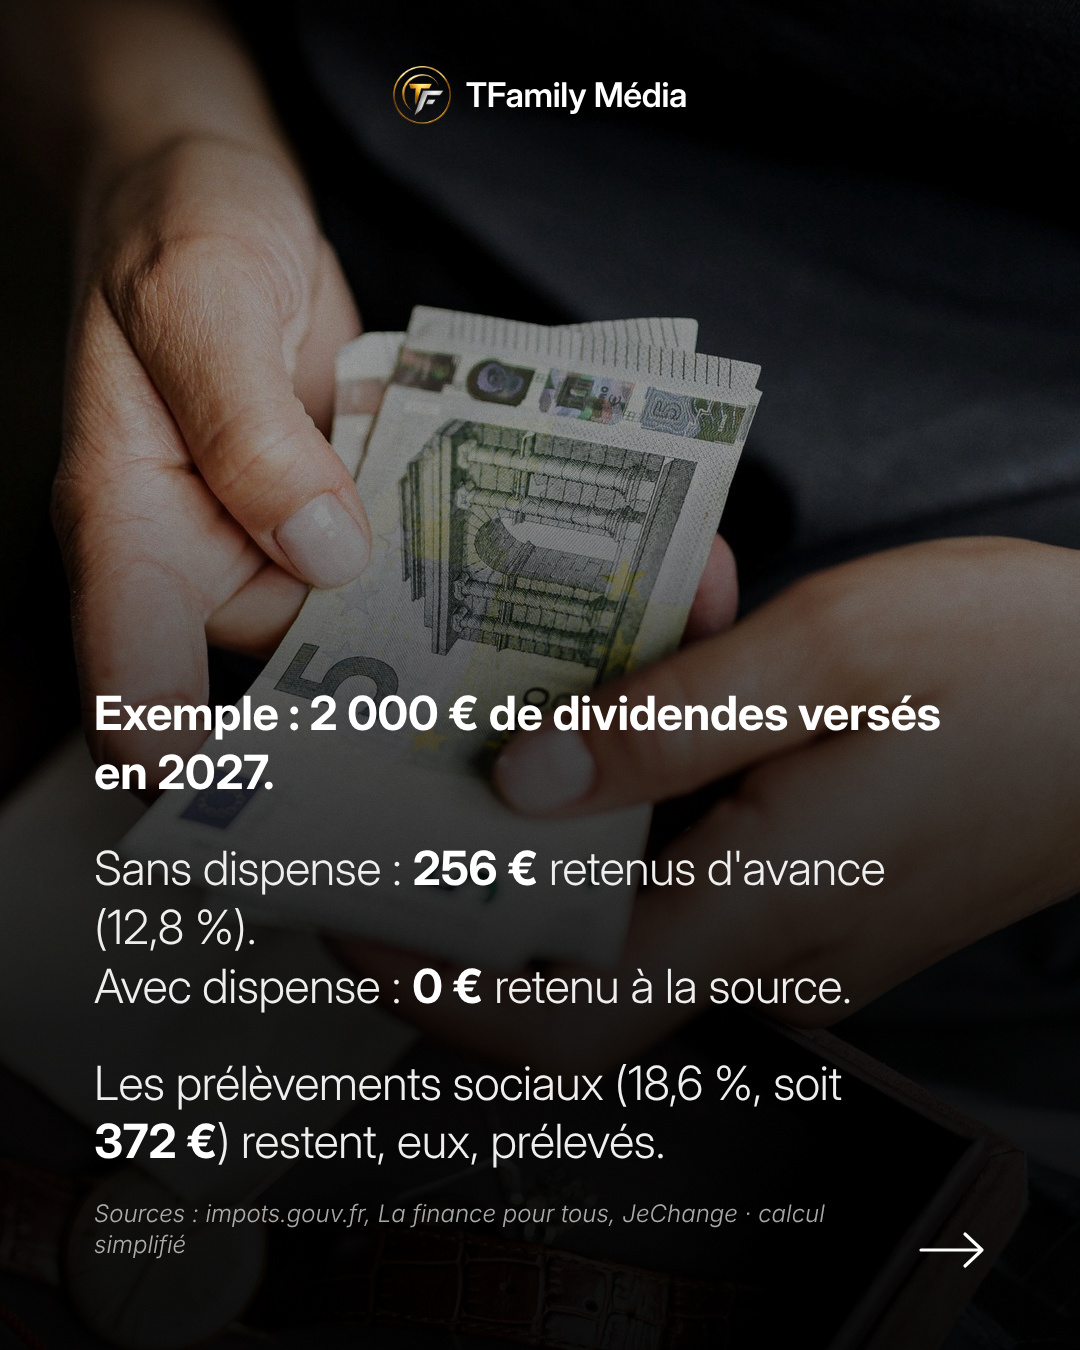 TF TFamily Média
5
Exemple : 2 000 € de dividendes versés
en 2027.
Sans dispense : 256 € retenus d'avance
(12,8 %).
Avec dispense : 0 € retenu à la source.
Les prélèvements sociaux (18,6 %, soit
372 €) restent, eux, prélevés.
Sources : impots.gouv.fr, La finance pour tous, JeChange · calcul
simplifié